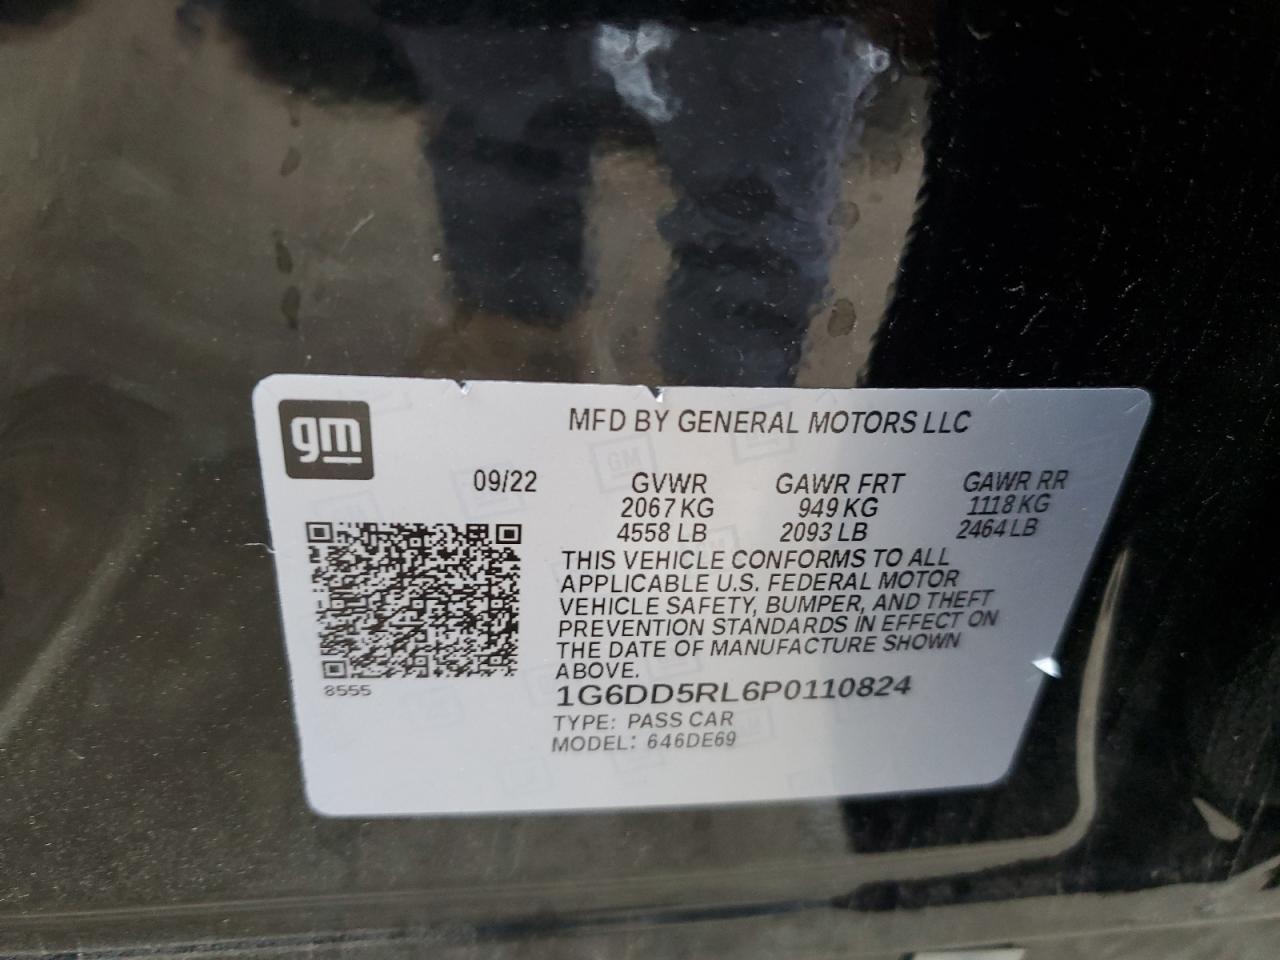 gm
MFD BY GENERAL MOTORS LLC
09/22 GVWR GAWR FRT GAWR RR
2067 KG 949 KG 1118 KG
4558 LB 2093 LB 2464 LB
THIS VEHICLE CONFORMS TO ALL
APPLICABLE U.S. FEDERAL MOTOR
VEHICLE SAFETY, BUMPER, AND THEFT
PREVENTION STANDARDS IN EFFECT ON
THE DATE OF MANUFACTURE SHOWN
ABOVE.
8555
1G6DD5RL6P0110824
TYPE: PASS CAR
MODEL: 646DE69